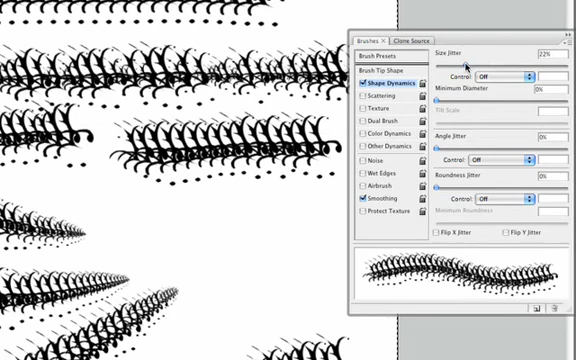 Brushes × Clone Source
Brush Presets
Brush Tip Shape
Shape Dynamics
Scattering
Texture
Dual Brush
Color Dynamics
Other Dynamics
Noise
Wet Edges
Airbrush
Smoothing
Protect Texture
Size Jitter 22%
Control: Off
Minimum Diameter 0%
Tilt Scale
Angle Jitter 0%
Control: Off
Roundness Jitter 0%
Control: Off
Minimum Roundness
Flip X Jitter Flip Y Jitter